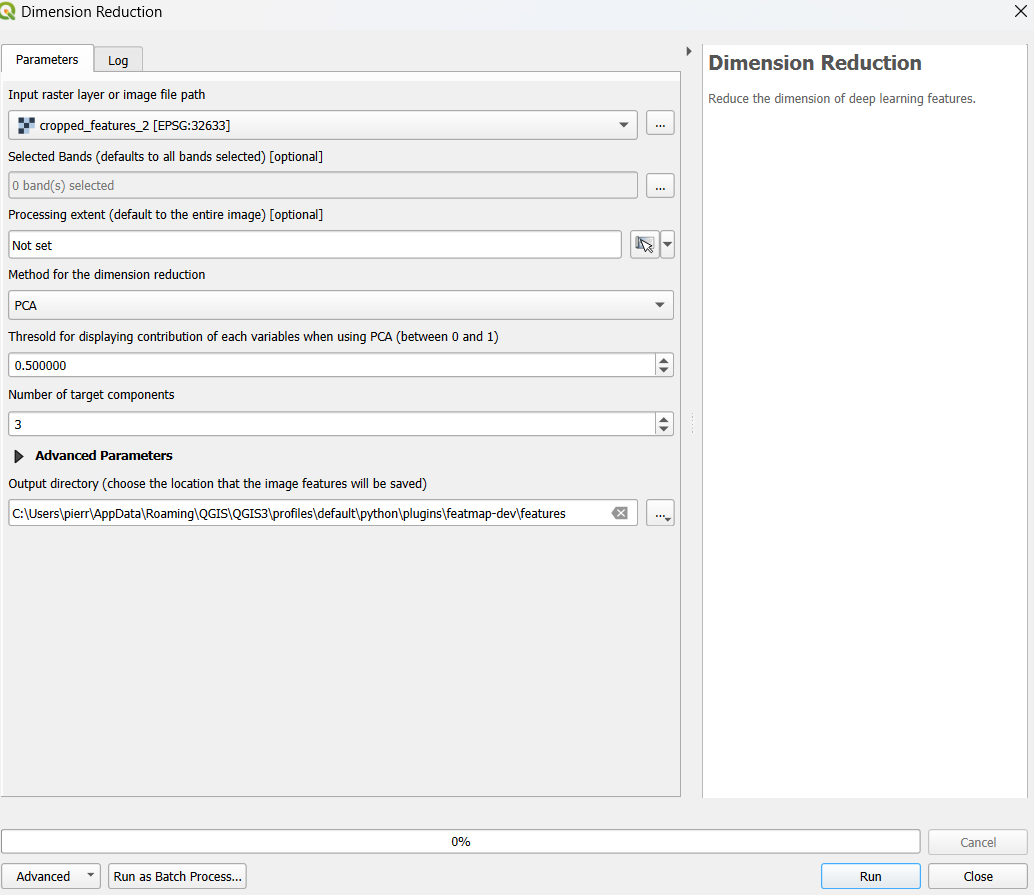 Dimension Reduction
Parameters
Log
Input raster layer or image file path
cropped_features_2 [EPSG:32633]
...
Selected Bands (defaults to all bands selected) [optional]
0 band(s) selected
...
Processing extent (default to the entire image) [optional]
Not set
Method for the dimension reduction
PCA
Thresold for displaying contribution of each variables when using PCA (between 0 and 1)
0.500000
Number of target components
3
Advanced Parameters
Output directory (choose the location that the image features will be saved)
C:\Users\pierr\AppData\Roaming\QGIS\QGIS3\profiles\default\python\plugins\featmap-dev\features
...
Dimension Reduction
Reduce the dimension of deep learning features.
0%
Cancel
Advanced
Run as Batch Process...
Run
Close